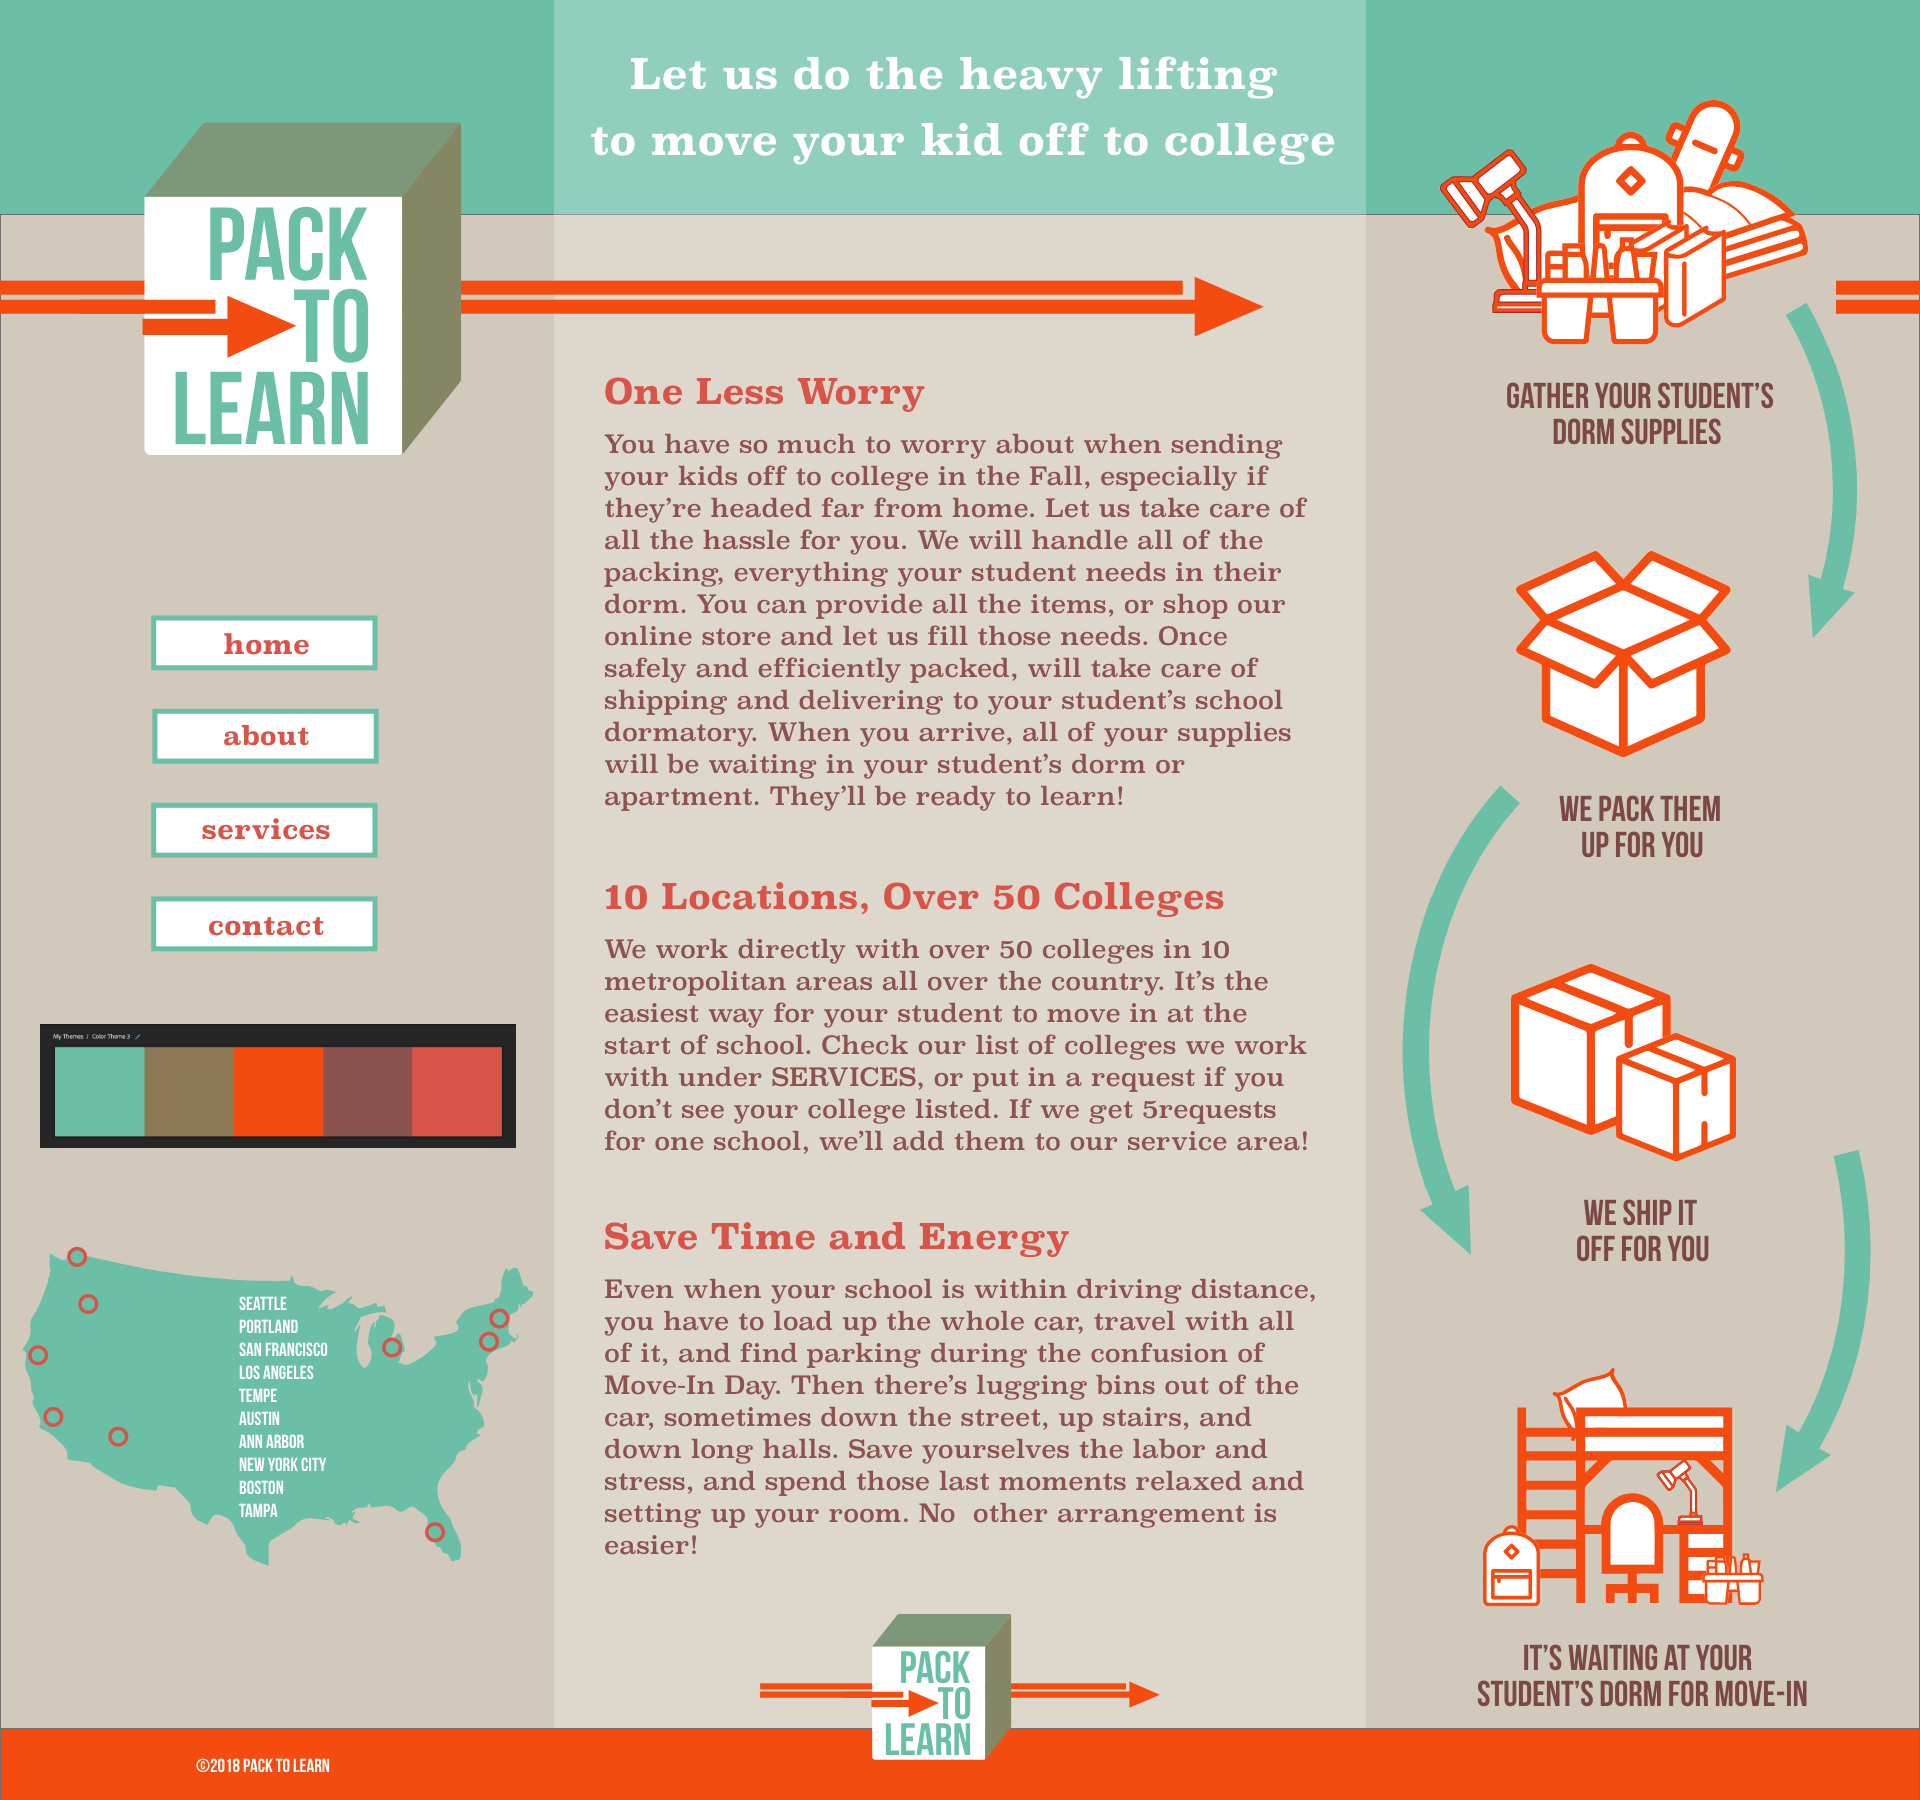 Let us do the heavy lifting
to move your kid off to college
PACK
TO
LEARN
home
about
services
contact
My Themes / Color Theme 3
SEATTLE
PORTLAND
SAN FRANCISCO
LOS ANGELES
TEMPE
AUSTIN
ANN ARBOR
NEW YORK CITY
BOSTON
TAMPA
One Less Worry
You have so much to worry about when sending
your kids off to college in the Fall, especially if
they're headed far from home. Let us take care of
all the hassle for you. We will handle all of the
packing, everything your student needs in their
dorm. You can provide all the items, or shop our
online store and let us fill those needs. Once
safely and efficiently packed, will take care of
shipping and delivering to your student's school
dormatory. When you arrive, all of your supplies
will be waiting in your student's dorm or
apartment. They'll be ready to learn!
10 Locations, Over 50 Colleges
We work directly with over 50 colleges in 10
metropolitan areas all over the country. It's the
easiest way for your student to move in at the
start of school. Check our list of colleges we work
with under SERVICES, or put in a request if you
don't see your college listed. If we get 5requests
for one school, we'll add them to our service area!
Save Time and Energy
Even when your school is within driving distance,
you have to load up the whole car, travel with all
of it, and find parking during the confusion of
Move-In Day. Then there's lugging bins out of the
car, sometimes down the street, up stairs, and
down long halls. Save yourselves the labor and
stress, and spend those last moments relaxed and
setting up your room. No  other arrangement is
easier!
GATHER YOUR STUDENT'S
DORM SUPPLIES
WE PACK THEM
UP FOR YOU
WE SHIP IT
OFF FOR YOU
IT'S WAITING AT YOUR
STUDENT'S DORM FOR MOVE-IN
PACK
TO
LEARN
©2018 PACK TO LEARN